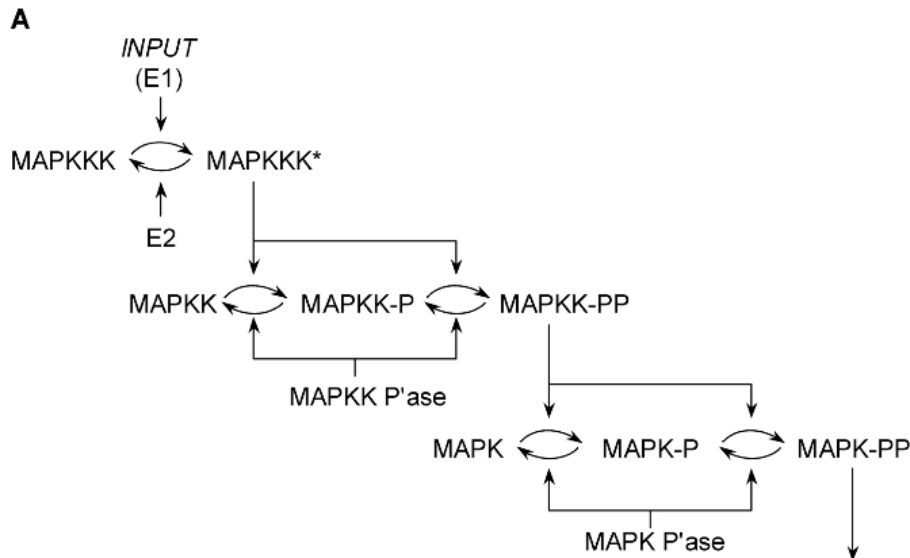 A
INPUT
(E1)
MAPKKK MAPKKK*
E2
MAPKK MAPKK-P MAPKK-PP
MAPKK P'ase
MAPK MAPK-P MAPK-PP
MAPK P'ase